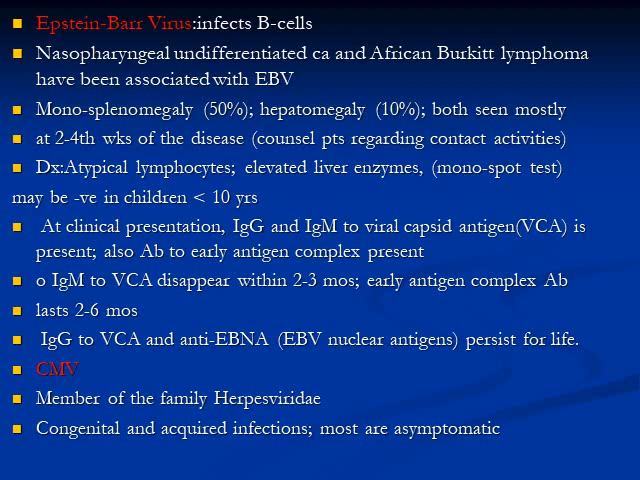 Epstein-Barr Virus:infects B-cells
Nasopharyngeal undifferentiated ca and African Burkitt lymphoma
have been associated with EBV
Mono-splenomegaly (50%); hepatomegaly (10%); both seen mostly
at 2-4th wks of the disease (counsel pts regarding contact activities)
Dx:Atypical lymphocytes; elevated liver enzymes, (mono-spot test)
may be -ve in children < 10 yrs
At clinical presentation, IgG and IgM to viral capsid antigen(VCA) is
present; also Ab to early antigen complex present
o IgM to VCA disappear within 2-3 mos; early antigen complex Ab
lasts 2-6 mos
IgG to VCA and anti-EBNA (EBV nuclear antigens) persist for life.
CMV
Member of the family Herpesviridae
Congenital and acquired infections; most are asymptomatic